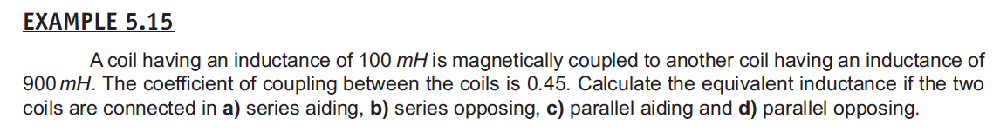 EXAMPLE 5.15
A coil having an inductance of 100 mH is magnetically coupled to another coil having an inductance of
900 mH. The coefficient of coupling between the coils is 0.45. Calculate the equivalent inductance if the two
coils are connected in a) series aiding, b) series opposing, c) parallel aiding and d) parallel opposing.